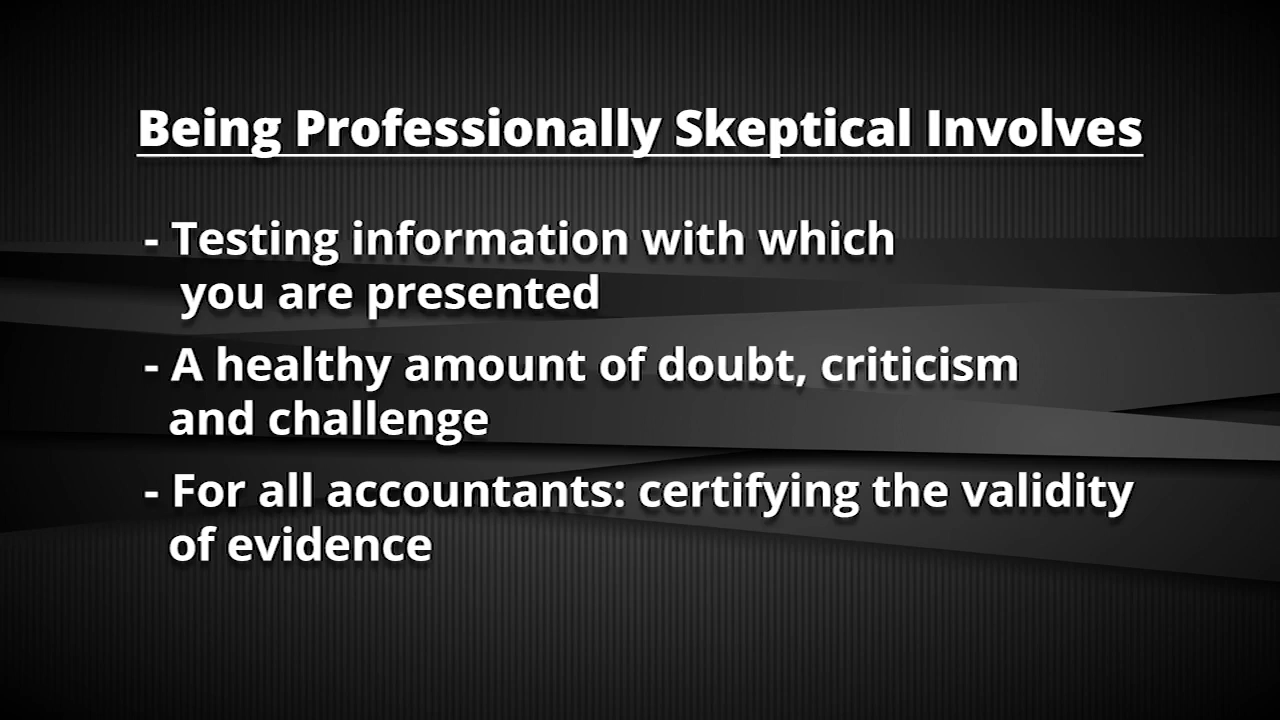 Being Professionally Skeptical Involves
- Testing information with which
you are presented
- A healthy amount of doubt, criticism
and challenge
- For all accountants: certifying the validity
of evidence